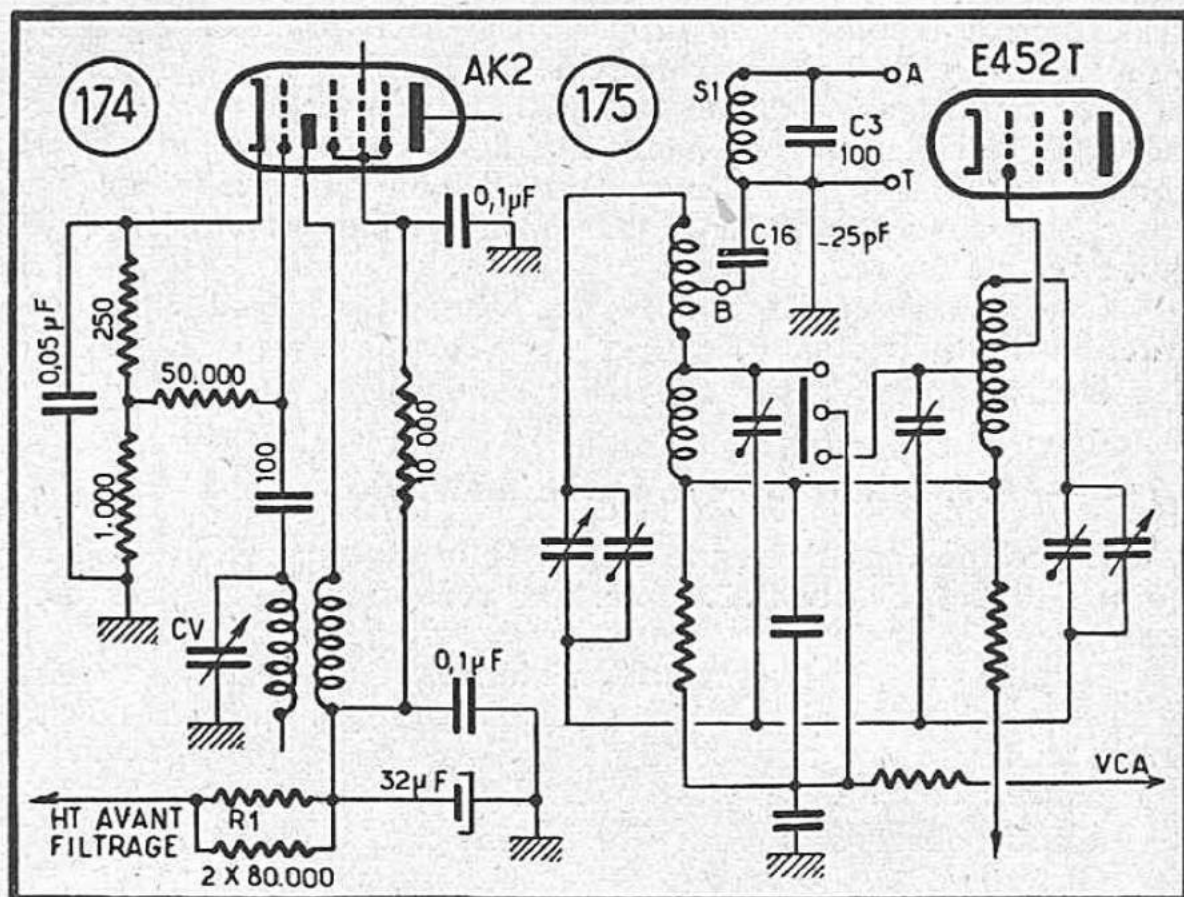 174
AK2
0,1µF
0,05µF
250
50.000
1.000
100
10 000
CV
0,1µF
32µF
HT AVANT
FILTRAGE
R1
2 X 80.000
175
S1
A
C3
100
T
C16
25pF
B
E452T
VCA